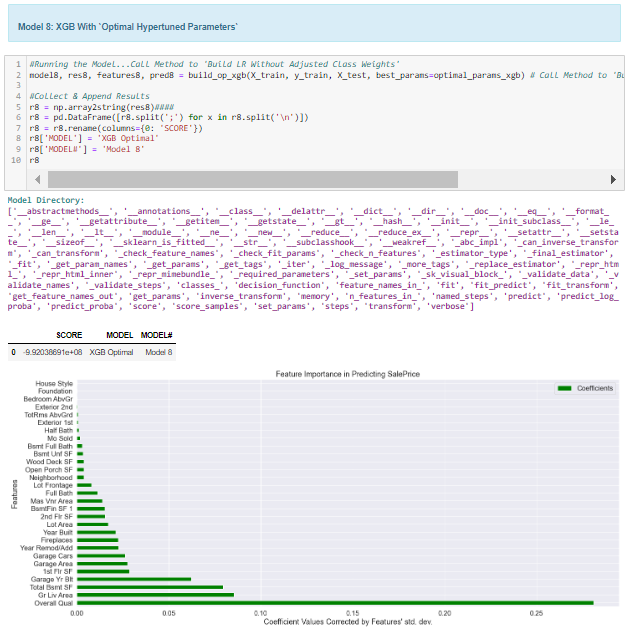 Model 8: XGB With 'Optimal Hypertuned Parameters'
1 #Running the Model...Call Method to 'Build LR Without Adjusted Class Weights'
2 model8, res8, features8, pred8 = build_op_xgb(X_train, y_train, X_test, best_params=optimal_params_xgb) # Call Method to 'Bu
3
4 #Collect & Append Results
5 r8 = np.array2string(res8)####
6 r8 = pd.DataFrame([r8.split(';') for x in r8.split('\n')])
7 r8 = r8.rename(columns={0: 'SCORE'})
8 r8['MODEL'] = 'XGB Optimal'
9 r8['MODEL#'] = 'Model 8'
10 r8
Model Directory:
['__abstractmethods__', '__annotations__', '__class__', '__delattr__', '__dict__', '__dir__', '__doc__', '__eq__', '__format_
_', '__ge__', '__getattribute__', '__getitem__', '__getstate__', '__gt__', '__hash__', '__init__', '__init_subclass__', '__le_
_', '__len__', '__lt__', '__module__', '__ne__', '__new__', '__reduce__', '__reduce_ex__', '__repr__', '__setattr__', '__setsta
te__', '__sizeof__', '__sklearn_is_fitted__', '__str__', '__subclasshook__', '__weakref__', '_abc_impl', '_can_inverse_transfor
m', '_can_transform', '_check_feature_names', '_check_fit_params', '_check_n_features', '_estimator_type', '_final_estimator',
'_fit', '_get_param_names', '_get_params', '_get_tags', '_iter', '_log_message', '_more_tags', '_replace_estimator', '_repr_htm
l_', '_repr_html_inner', '_repr_mimebundle_', '_required_parameters', '_set_params', '_sk_visual_block_', '_validate_data', '_v
alidate_names', '_validate_steps', 'classes_', 'decision_function', 'feature_names_in_', 'fit', 'fit_predict', 'fit_transform',
'get_feature_names_out', 'get_params', 'inverse_transform', 'memory', 'n_features_in_', 'named_steps', 'predict', 'predict_log_
proba', 'predict_proba', 'score', 'score_samples', 'set_params', 'steps', 'transform', 'verbose']
SCORE MODEL MODEL#
0 -9.92038691e+08 XGB Optimal Model 8
Feature Importance in Predicting SalePrice
Coefficients
House Style
Foundation
Bedroom AbvGr
Exterior 2nd
TotRms AbvGrd
Exterior 1st
Half Bath
Mo Sold
Bsmt Full Bath
Bsmt Unf SF
Wood Deck SF
Open Porch SF
Neighborhood
Lot Frontage
Full Bath
Mas Vnr Area
BsmtFin SF 1
2nd Flr SF
Lot Area
Year Built
Fireplaces
Year Remod/Add
Garage Cars
Garage Area
1st Flr SF
Garage Yr Blt
Total Bsmt SF
Gr Liv Area
Overall Qual
Features
0.00 0.05 0.10 0.15 0.20 0.25
Coefficient Values Corrected by Features' std. dev.